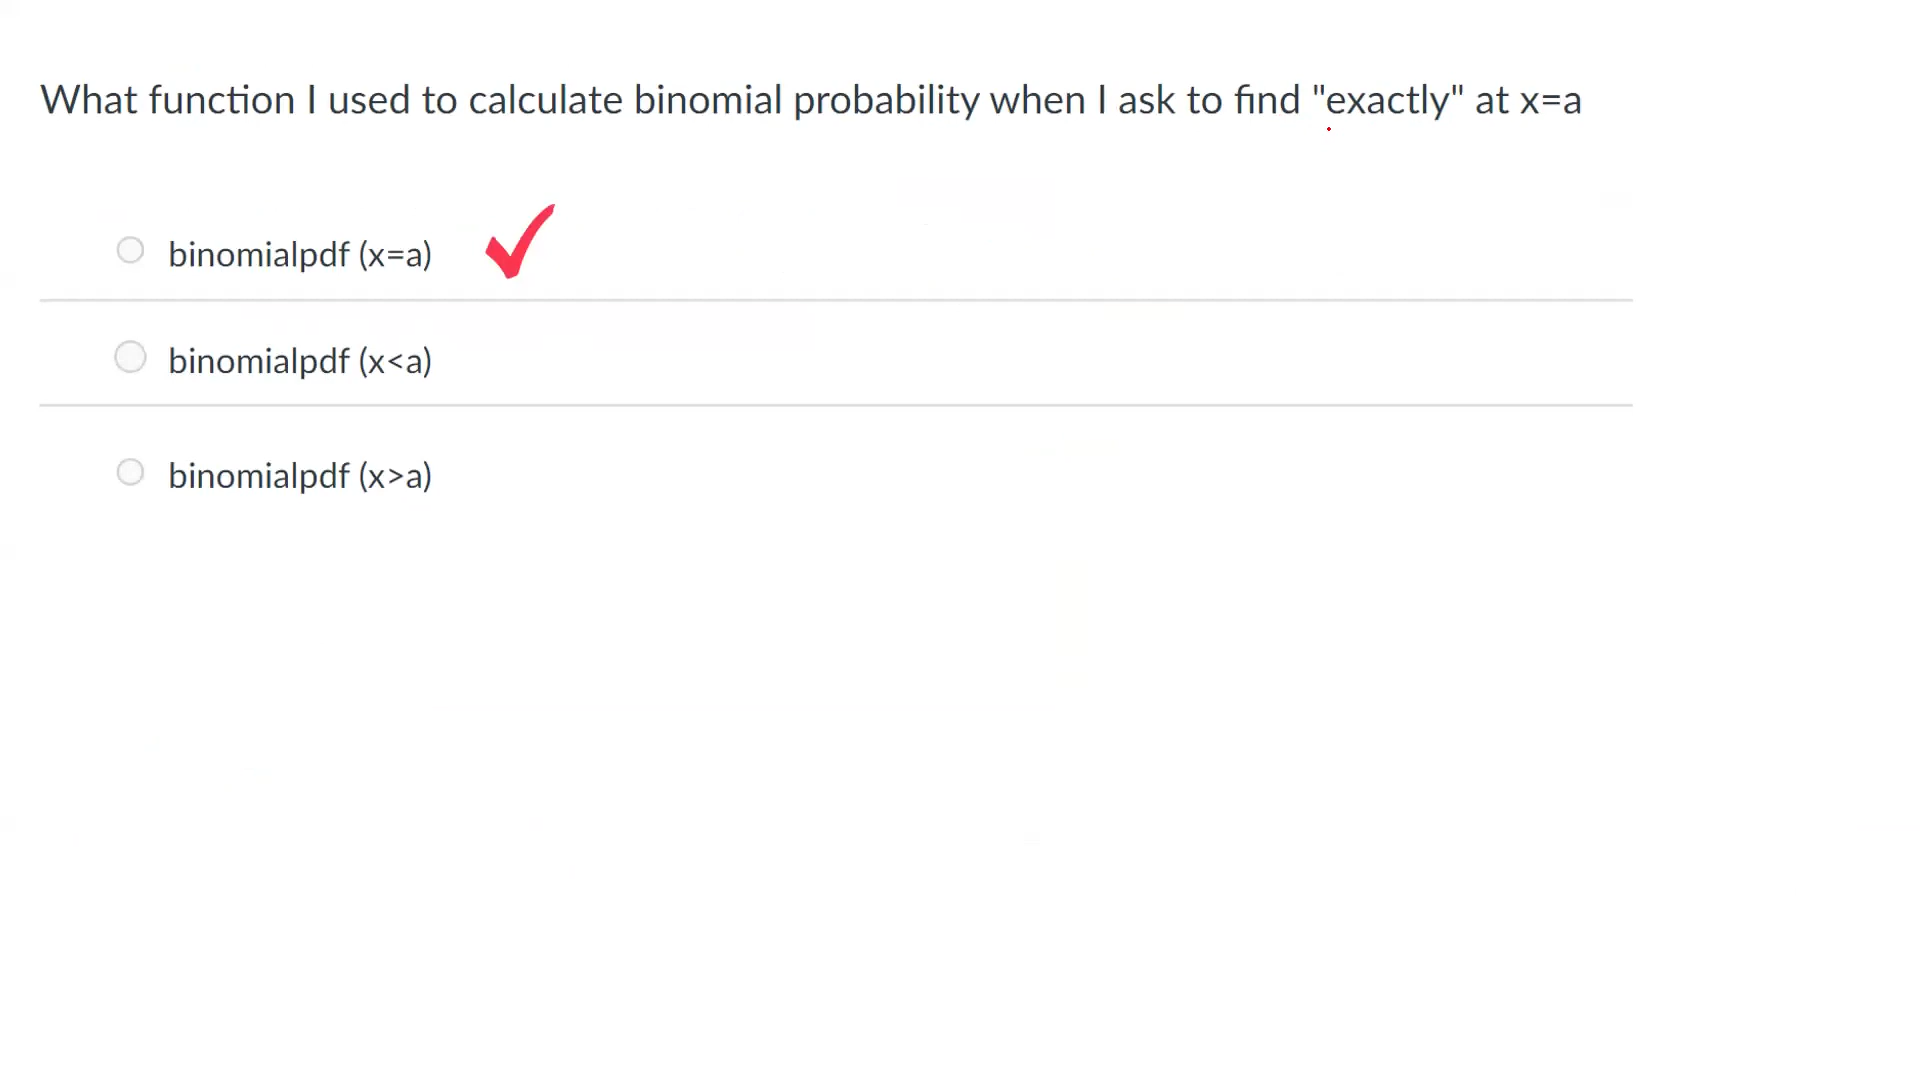 What function I used to calculate binomial probability when I ask to find "exactly" at x=a
binomialpdf (x=a)
binomialpdf (x<a)
binomialpdf (x>a)